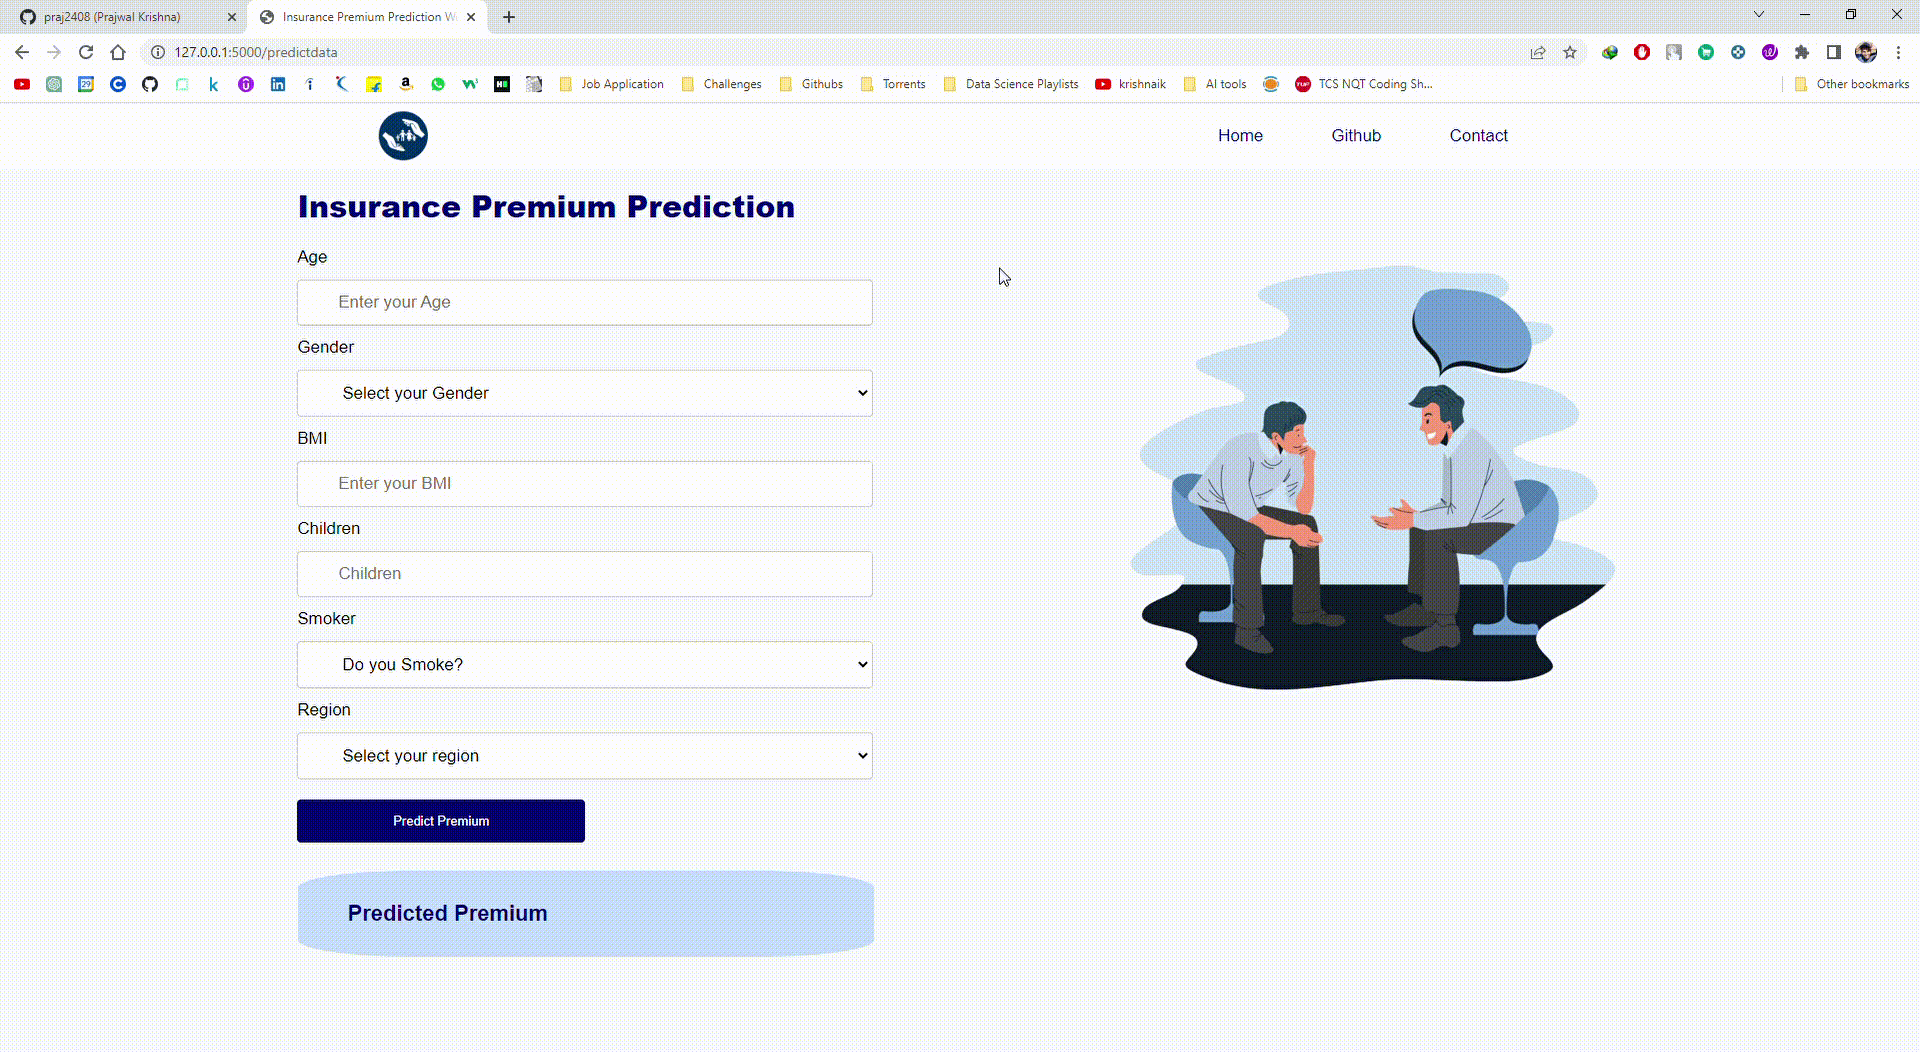 praj2408 (Prajwal Krishna)
Insurance Premium Prediction W
127.0.0.1:5000/predictdata
Job Application
Challenges
Githubs
Torrents
Data Science Playlists
krishnaik
AI tools
TCS NQT Coding Sh...
Other bookmarks
Home
Github
Contact
Insurance Premium Prediction
Age
Enter your Age
Gender
Select your Gender
BMI
Enter your BMI
Children
Children
Smoker
Do you Smoke?
Region
Select your region
Predict Premium
Predicted Premium